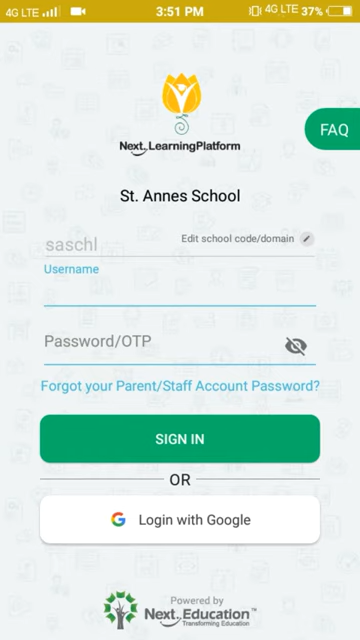 4G LTE 3:51 PM 4G LTE 37%
FAQ
Next LearningPlatform
St. Annes School
saschl Edit school code/domain
Username
Password/OTP
Forgot your Parent/Staff Account Password?
SIGN IN
OR
G Login with Google
Powered by
Next Education™
Transforming Education